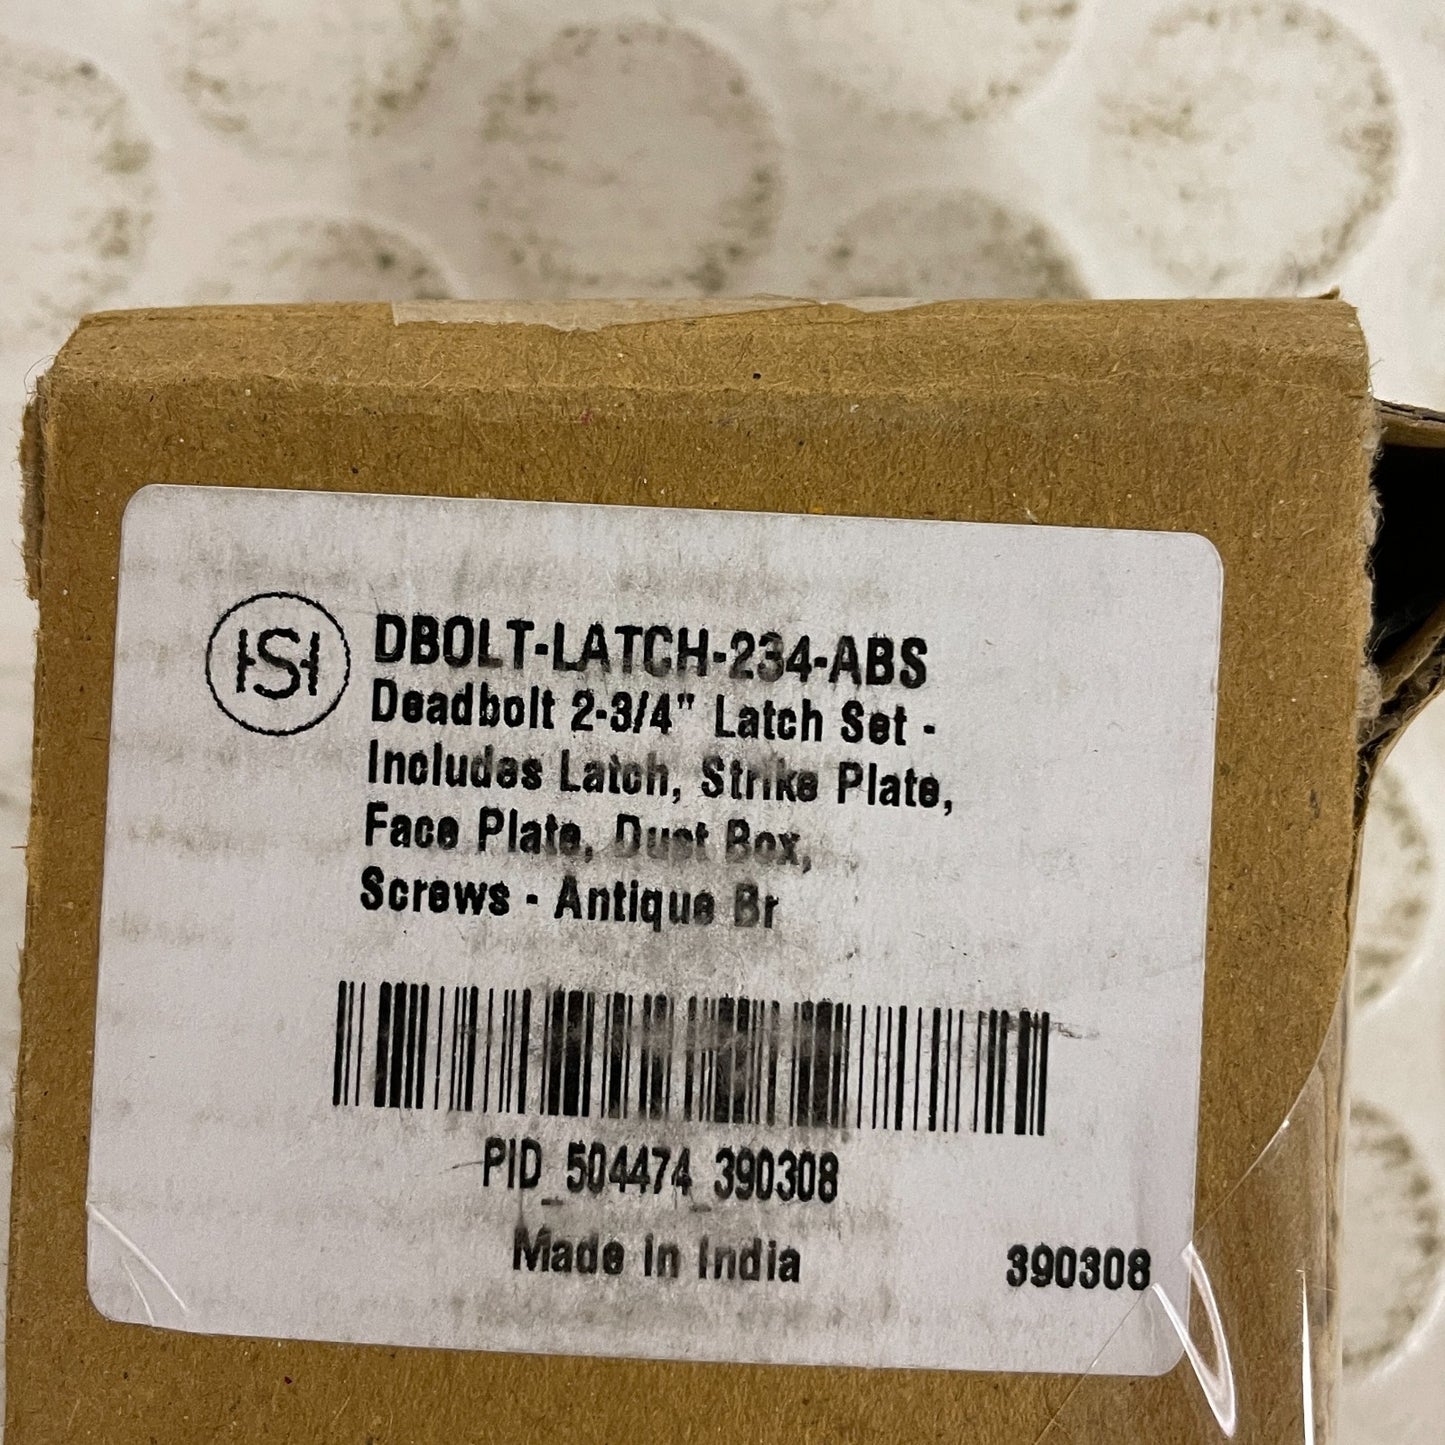 HSH
DBOLT-LATCH-234-ABS
Deadbolt 2-3/4" Latch Set -
Includes Latch, Strike Plate,
Face Plate, Dust Box,
Screws - Antique Br
PID_504474_390308
Made in India
390308